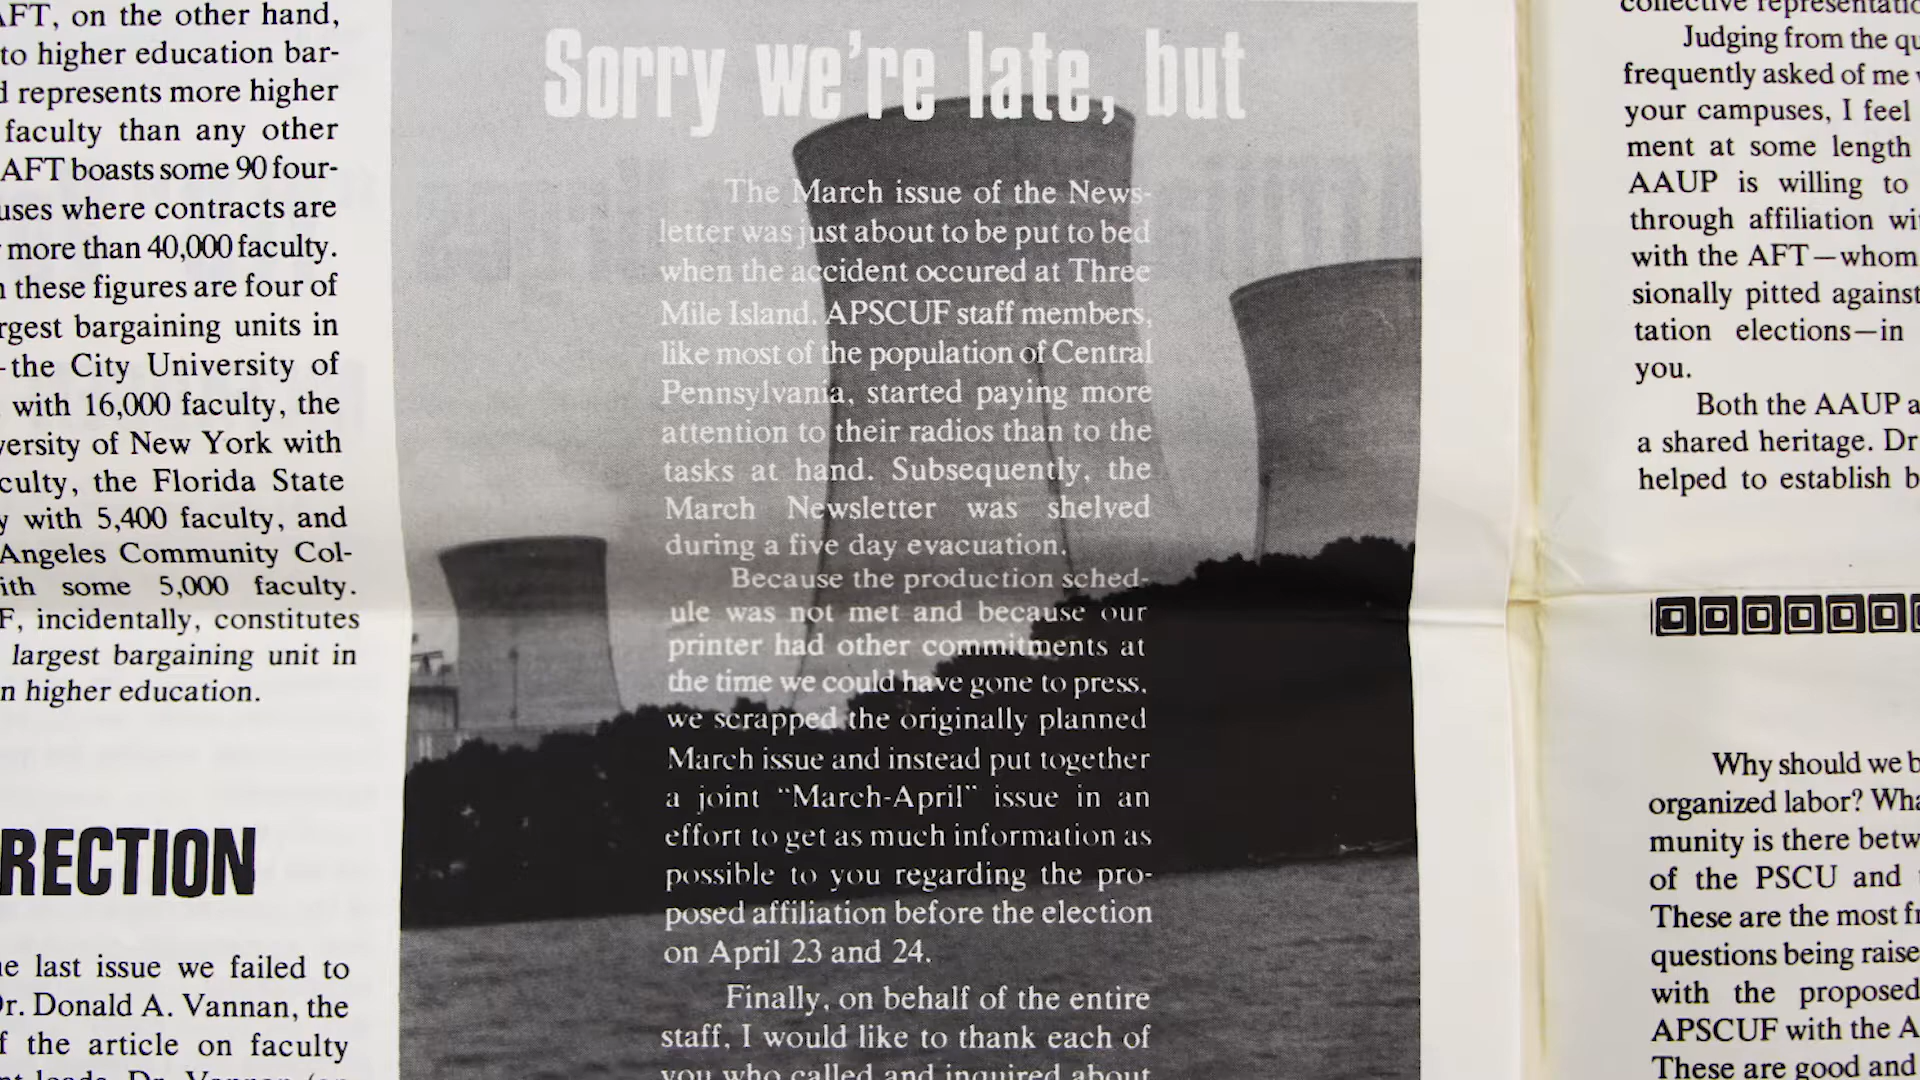 AFT, on the other hand,
to higher education bar-
represents more higher
faculty than any other
AFT boasts some 90 four-
uses where contracts are
more than 40,000 faculty.
these figures are four of
rgest bargaining units in
-the City University of
with 16,000 faculty, the
versity of New York with
culty, the Florida State
y with 5,400 faculty, and
Angeles Community Col-
ith some 5,000 faculty.
F, incidentally, constitutes
largest bargaining unit in
n higher education.
RECTION
he last issue we failed to
Dr. Donald A. Vannan, the
f the article on faculty
Sorry we're late, but
The March issue of the News-
letter was just about to be put to bed
when the accident occured at Three
Mile Island. APSCUF staff members,
like most of the population of Central
Pennsylvania, started paying more
attention to their radios than to the
tasks at hand. Subsequently, the
March Newsletter was shelved
during a five day evacuation.
Because the production sched-
ule was not met and because our
printer had other commitments at
the time we could have gone to press,
we scrapped the originally planned
March issue and instead put together
a joint "March-April" issue in an
effort to get as much information as
possible to you regarding the pro-
posed affiliation before the election
on April 23 and 24.
Finally, on behalf of the entire
staff, I would like to thank each of
you who called and inquired about
collective representatio
Judging from the qu
frequently asked of me
your campuses, I feel
ment at some length
AAUP is willing to
through affiliation wi
with the AFT—whom
sionally pitted against
tation elections—in
you.
Both the AAUP a
a shared heritage. Dr
helped to establish b
Why should we b
organized labor? Wha
munity is there betw
of the PSCU and
These are the most fr
questions being raise
with the proposed
APSCUF with the A
These are good and